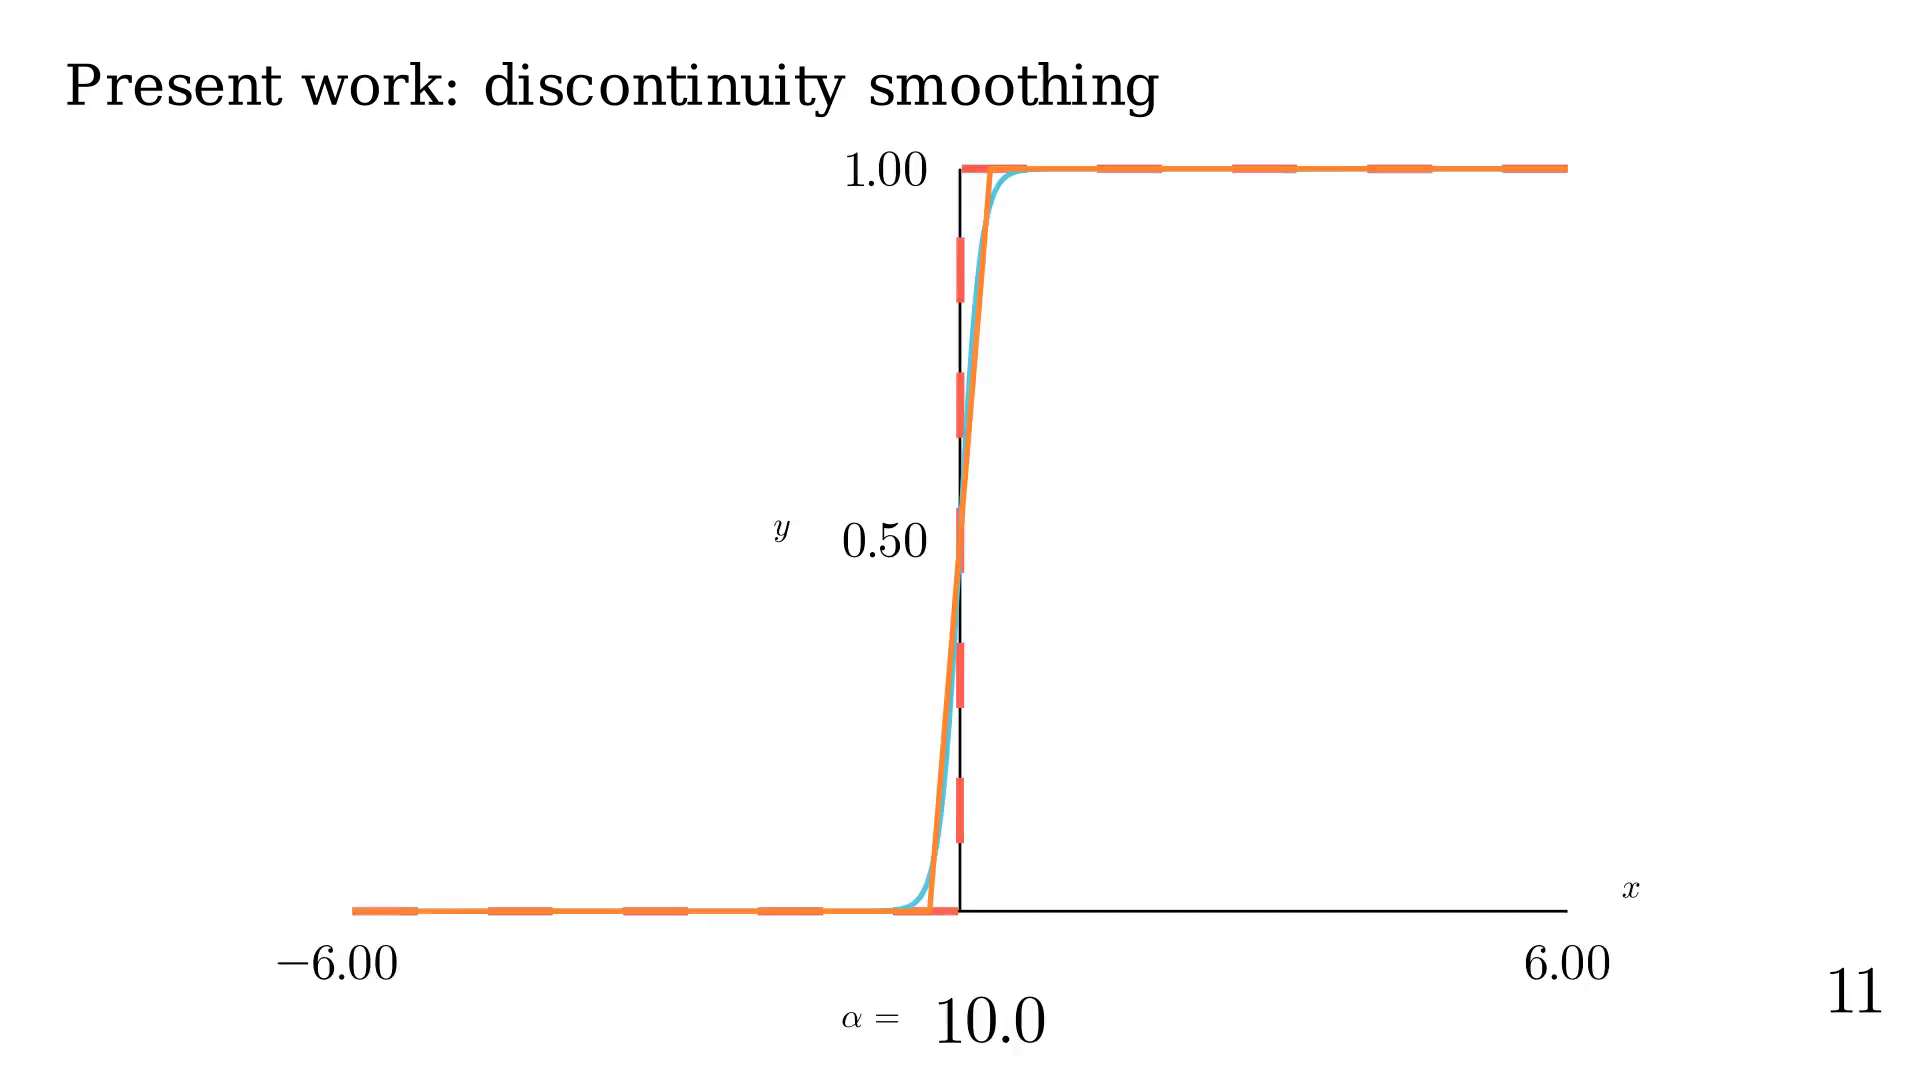 Present work: discontinuity smoothing
1.00
y 0.50
x
−6.00 6.00
11
α = 10.0